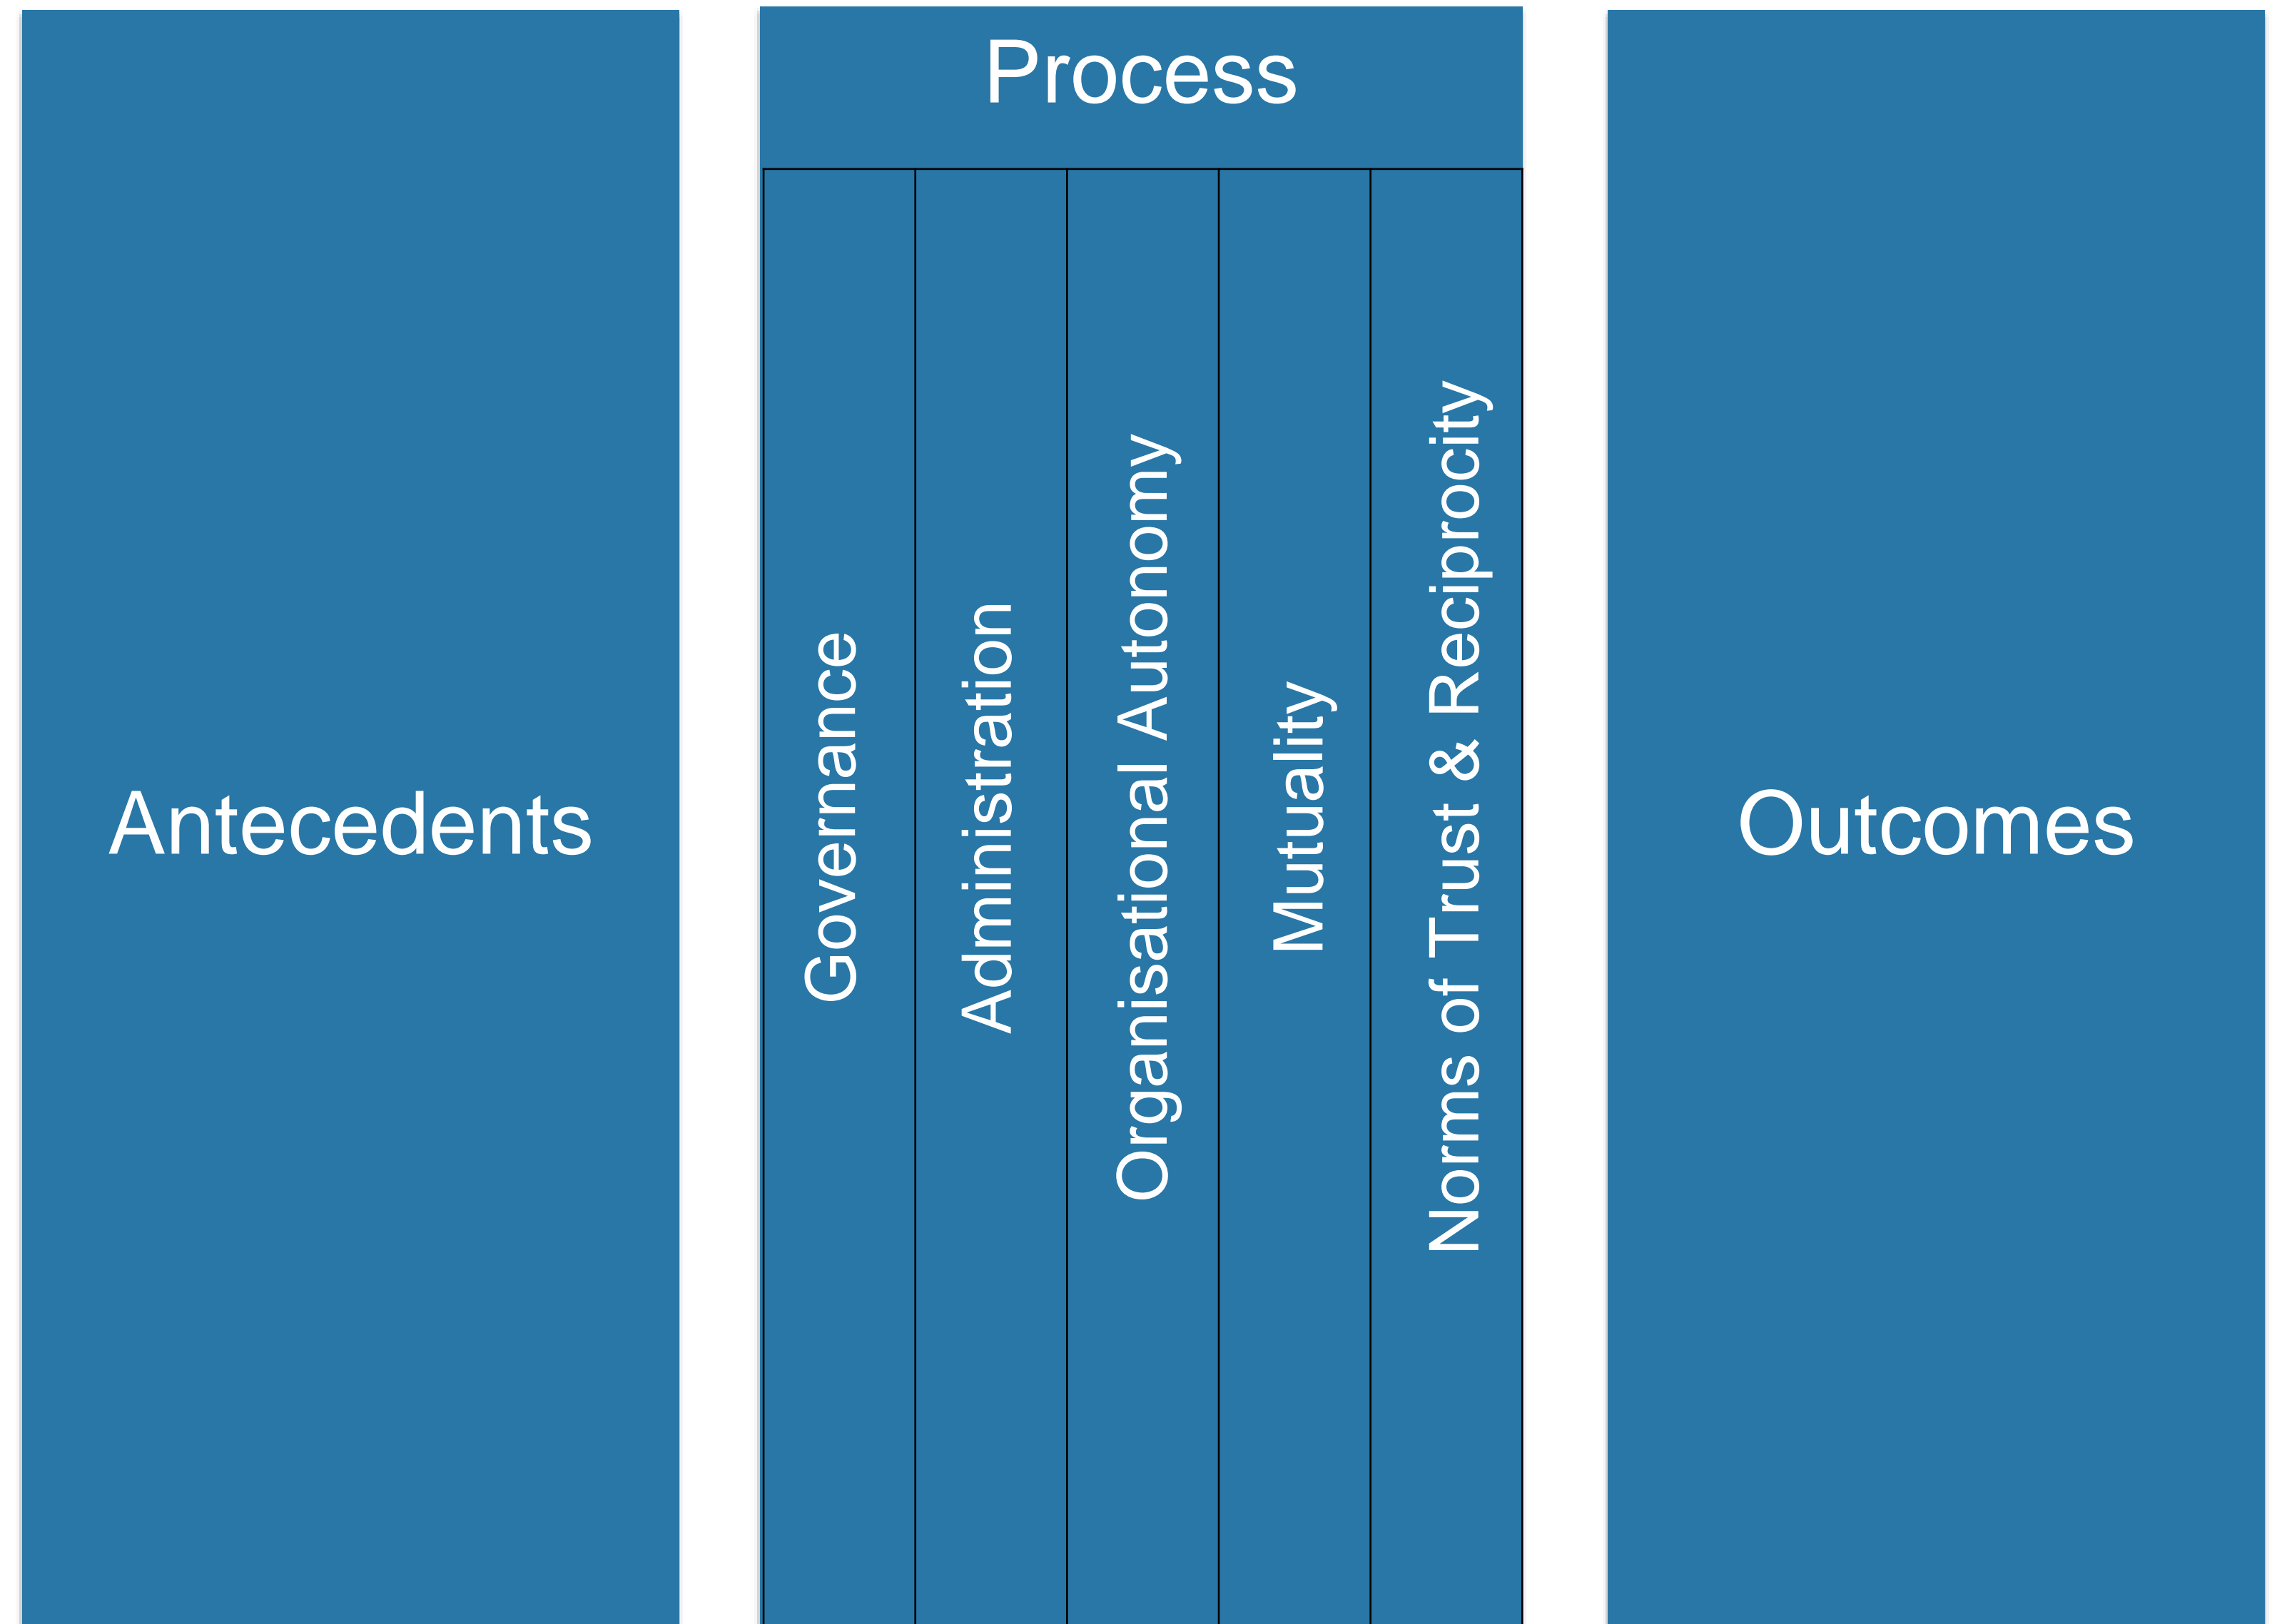 Antecedents
Process
Governance
Administration
Organisational Autonomy
Mutuality
Norms of Trust & Reciprocity
Outcomes